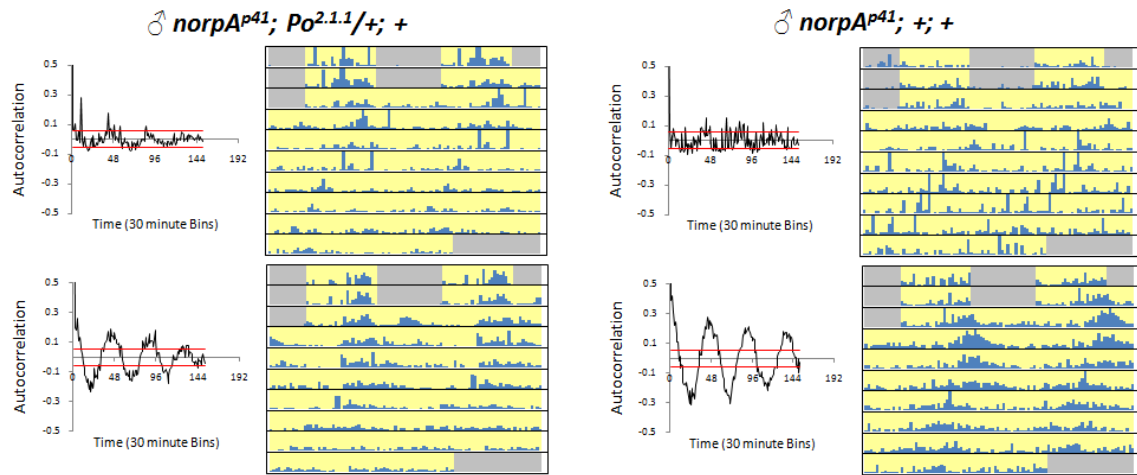 ♂ norpAᵖ⁴¹; Po²·¹·¹/+; +
♂ norpAᵖ⁴¹; +; +
Autocorrelation
0.5
0.3
0.1
-0.1
-0.3
-0.5
0 48 96 144 192
Time (30 minute Bins)
Autocorrelation
0.5
0.3
0.1
-0.1
-0.3
-0.5
0 48 96 144 192
Time (30 minute Bins)
Autocorrelation
0.5
0.3
0.1
-0.1
-0.3
-0.5
0 48 96 144 192
Time (30 minute Bins)
Autocorrelation
0.5
0.3
0.1
-0.1
-0.3
-0.5
0 48 96 144 192
Time (30 minute Bins)